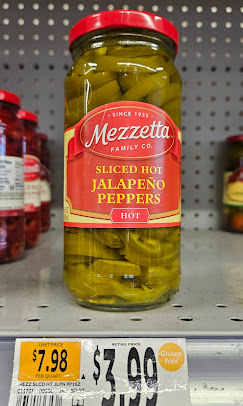 • SINCE 1935 •
Mezzetta
FAMILY CO.
SLICED HOT
JALAPEÑO
PEPPERS
HOT
UNIT PRICE
RETAIL PRICE
$7.98
$3.99
Gluten
Free
PER QUART
MEZZ SLCD HT JLPN PP16Z